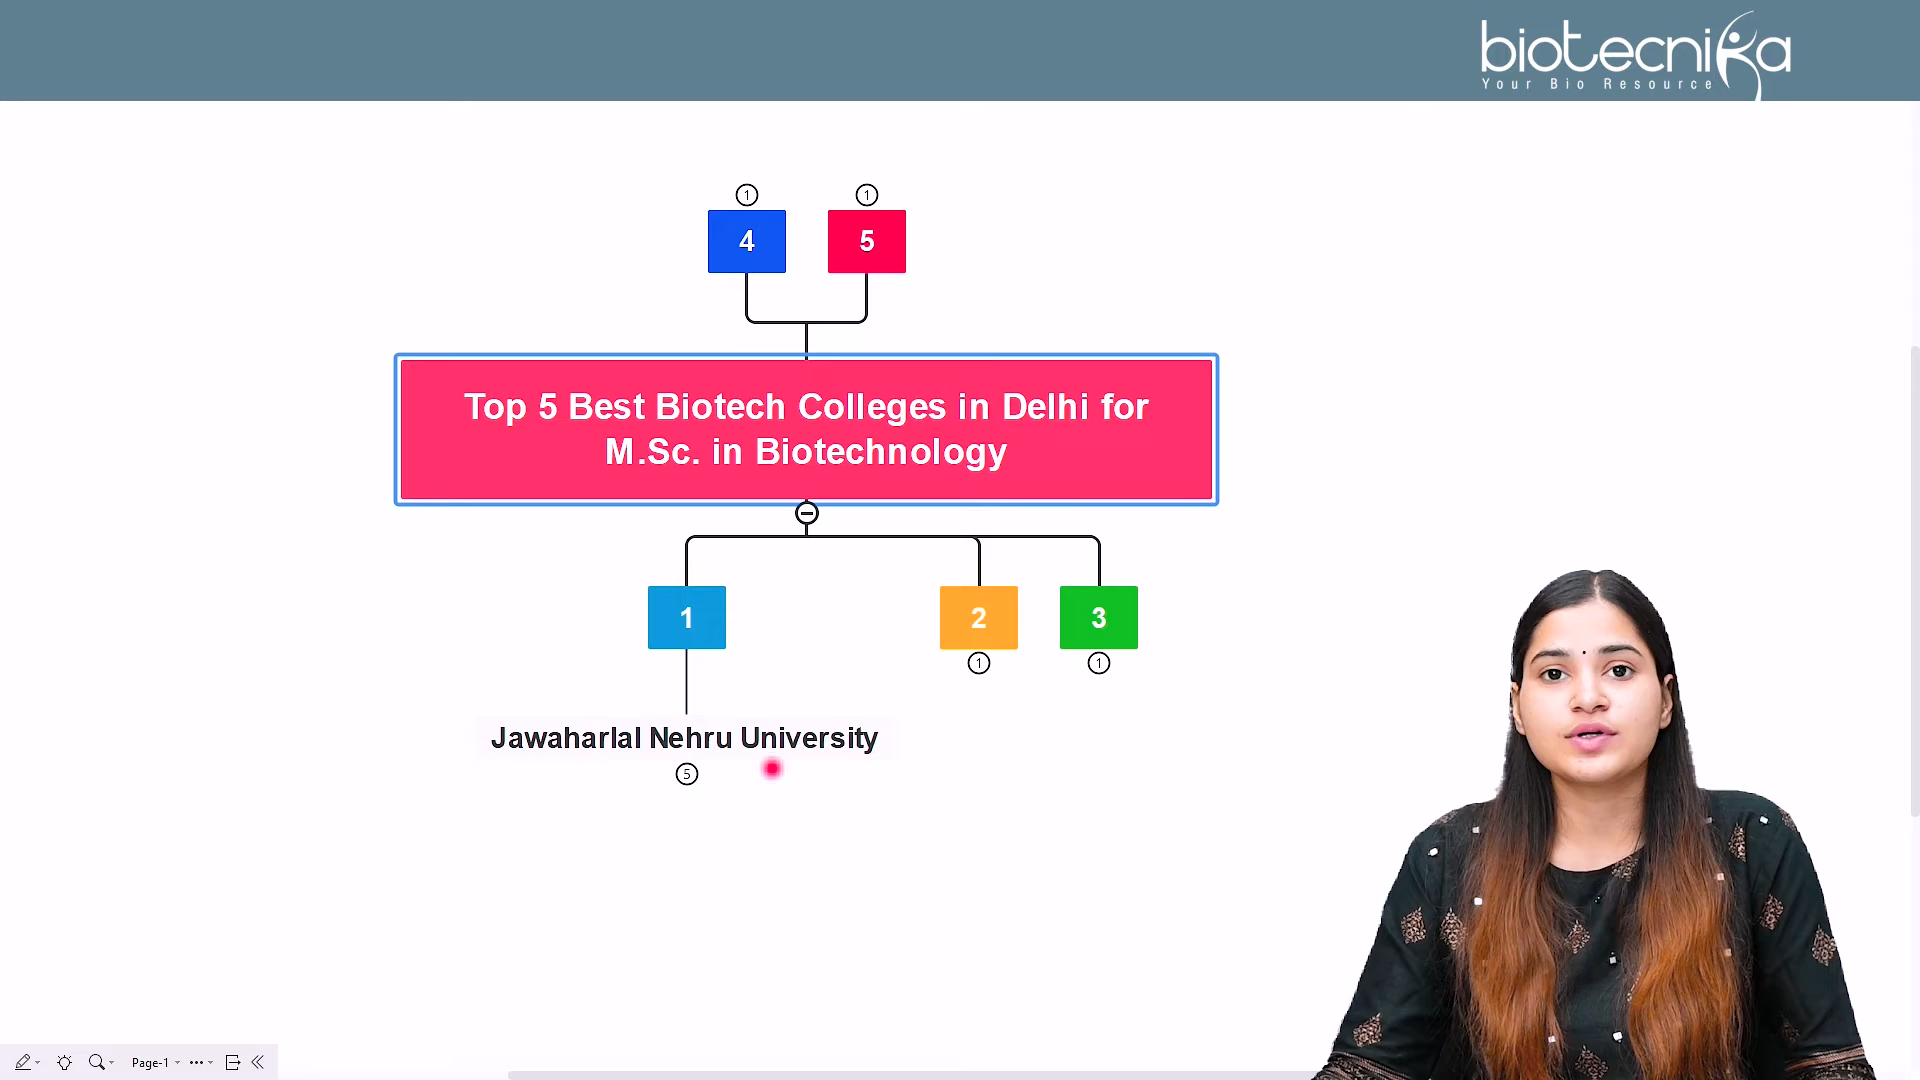 biotecnika
Your Bio Resource
1
1
4
5
Top 5 Best Biotech Colleges in Delhi for
M.Sc. in Biotechnology
1
2
3
1
1
Jawaharlal Nehru University
5
Page-1